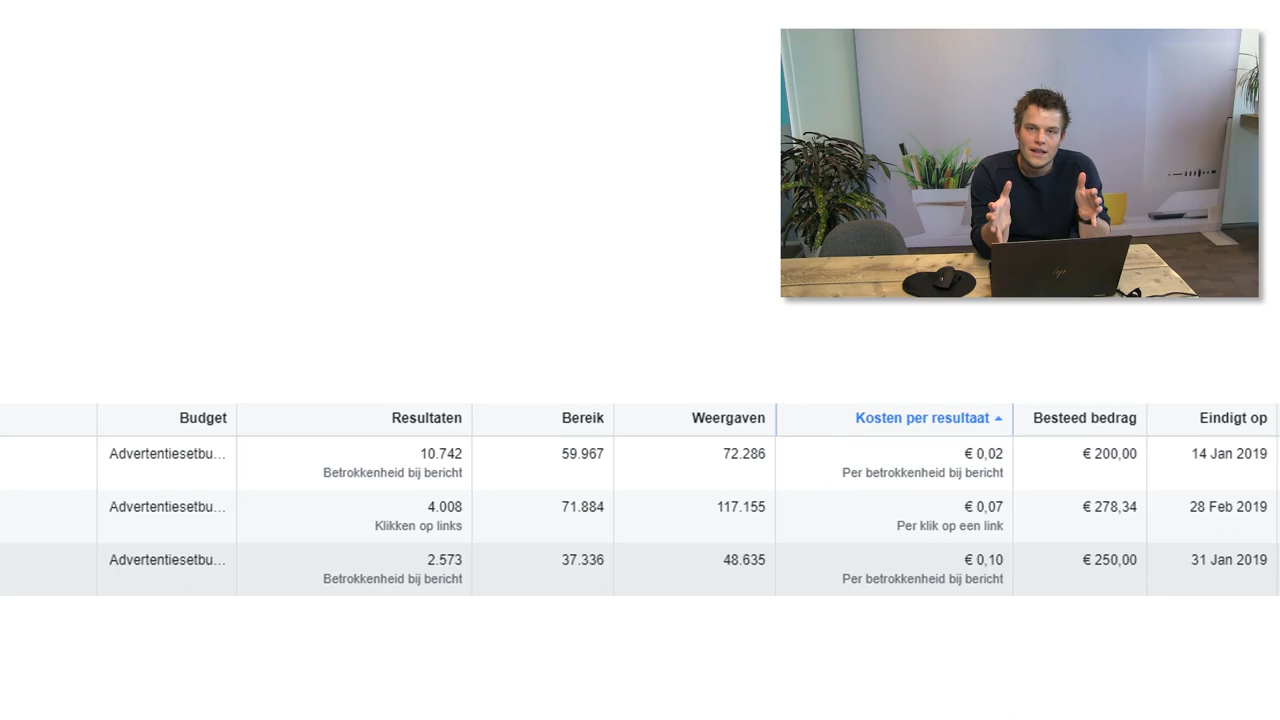 Budget Resultaten Bereik Weergaven Kosten per resultaat Besteed bedrag Eindigt op
Advertentiesetbu... 10.742 59.967 72.286 € 0,02 € 200,00 14 Jan 2019
Betrokkenheid bij bericht Per betrokkenheid bij bericht
Advertentiesetbu... 4.008 71.884 117.155 € 0,07 € 278,34 28 Feb 2019
Klikken op links Per klik op een link
Advertentiesetbu... 2.573 37.336 48.635 € 0,10 € 250,00 31 Jan 2019
Betrokkenheid bij bericht Per betrokkenheid bij bericht
hp